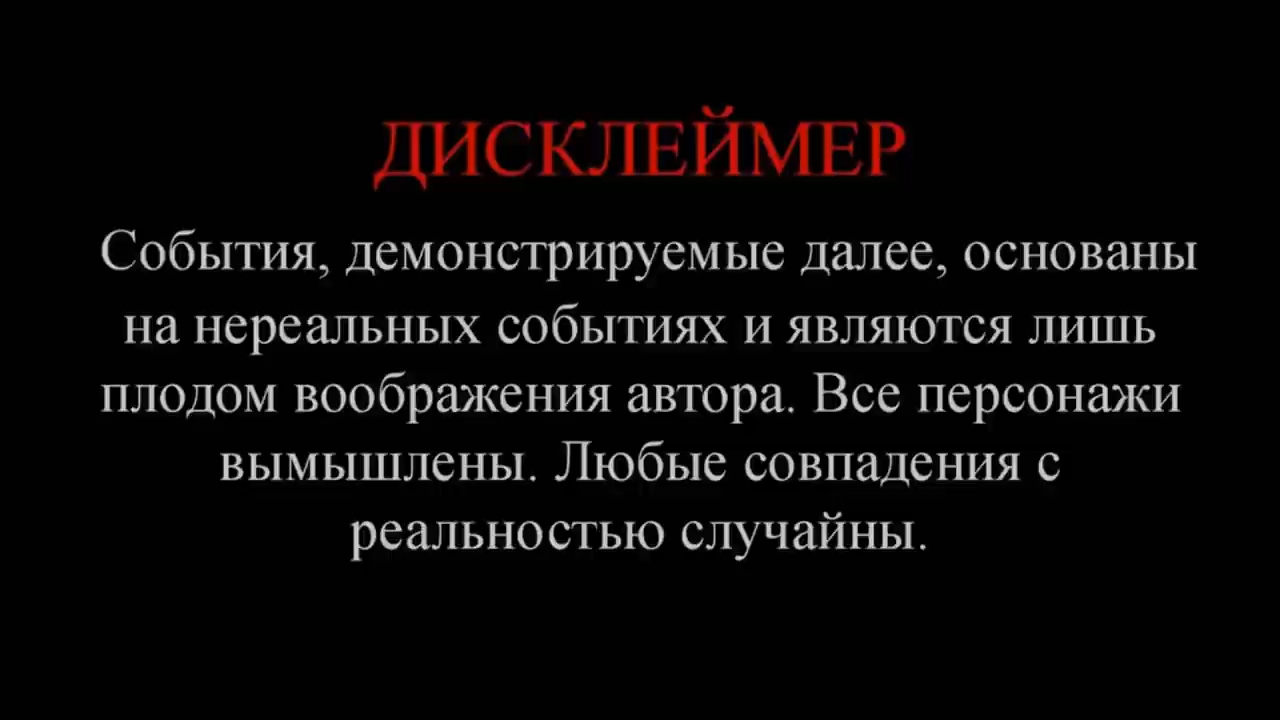 ДИСКЛЕЙМЕР
События, демонстрируемые далее, основаны
на нереальных событиях и являются лишь
плодом воображения автора. Все персонажи
вымышлены. Любые совпадения с
реальностью случайны.